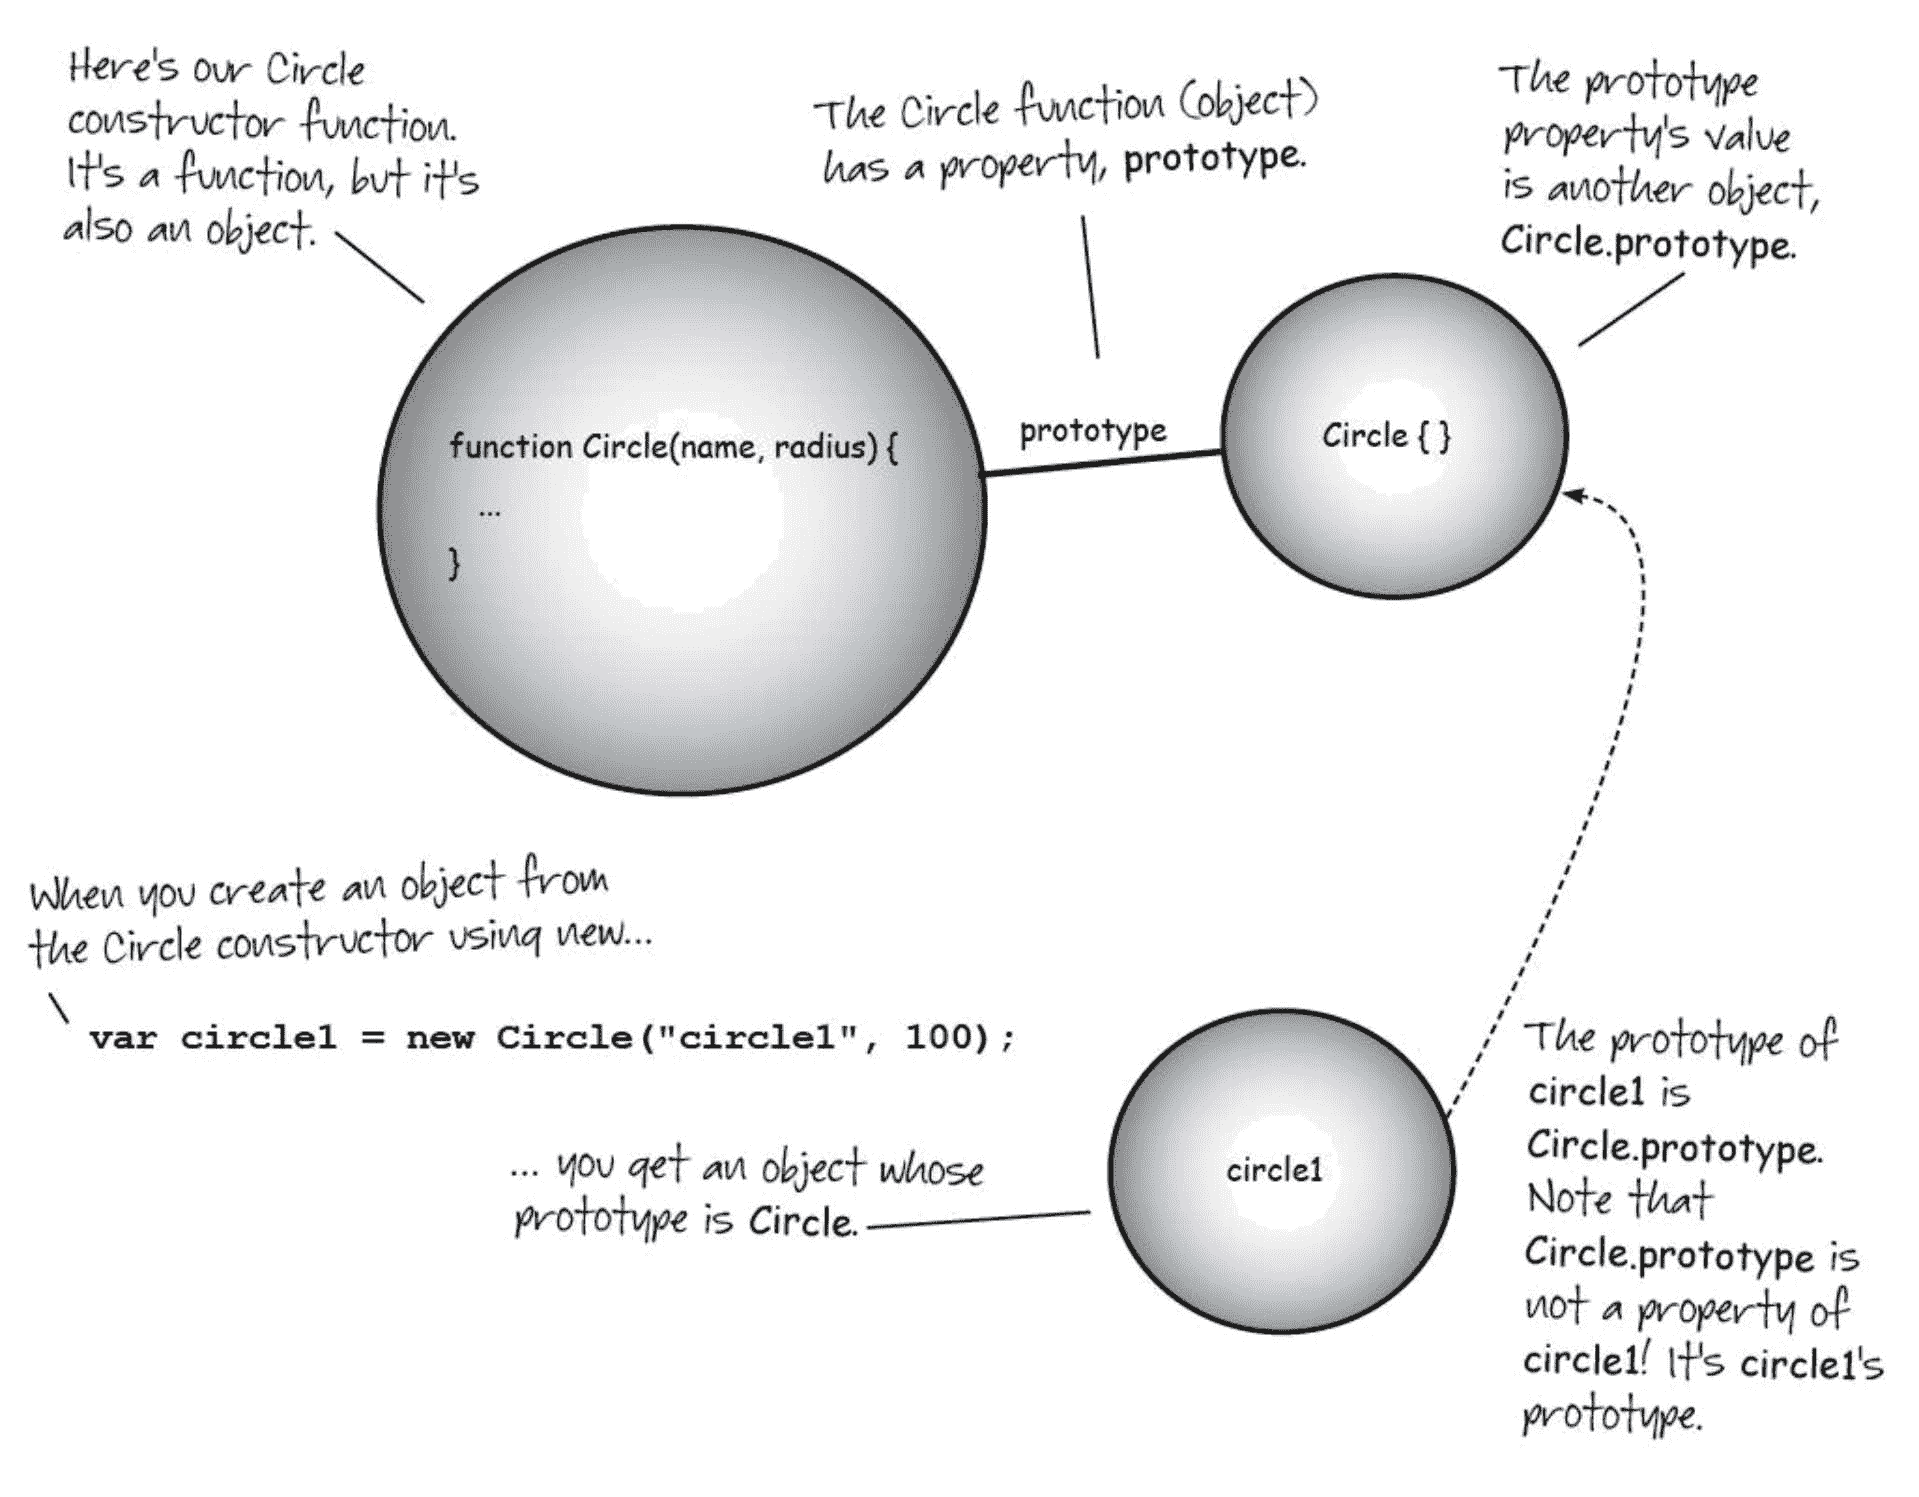 Here's our Circle
constructor function.
It's a function, but it's
also an object.
The Circle function (object)
has a property, prototype.
The prototype
property's value
is another object,
Circle.prototype.
function Circle(name, radius) {
...
}
prototype
Circle { }
When you create an object from
the Circle constructor using new...
var circle1 = new Circle("circle1", 100);
... you get an object whose
prototype is Circle.
circle1
The prototype of
circle1 is
Circle.prototype.
Note that
Circle.prototype is
not a property of
circle1! It's circle1's
prototype.